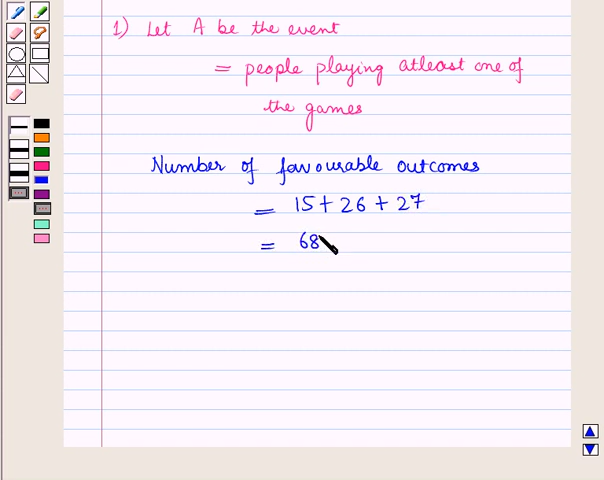 1) Let A be the event
= people playing atleast one of
the games
Number of favourable outcomes
= 15 + 26 + 27
= 68